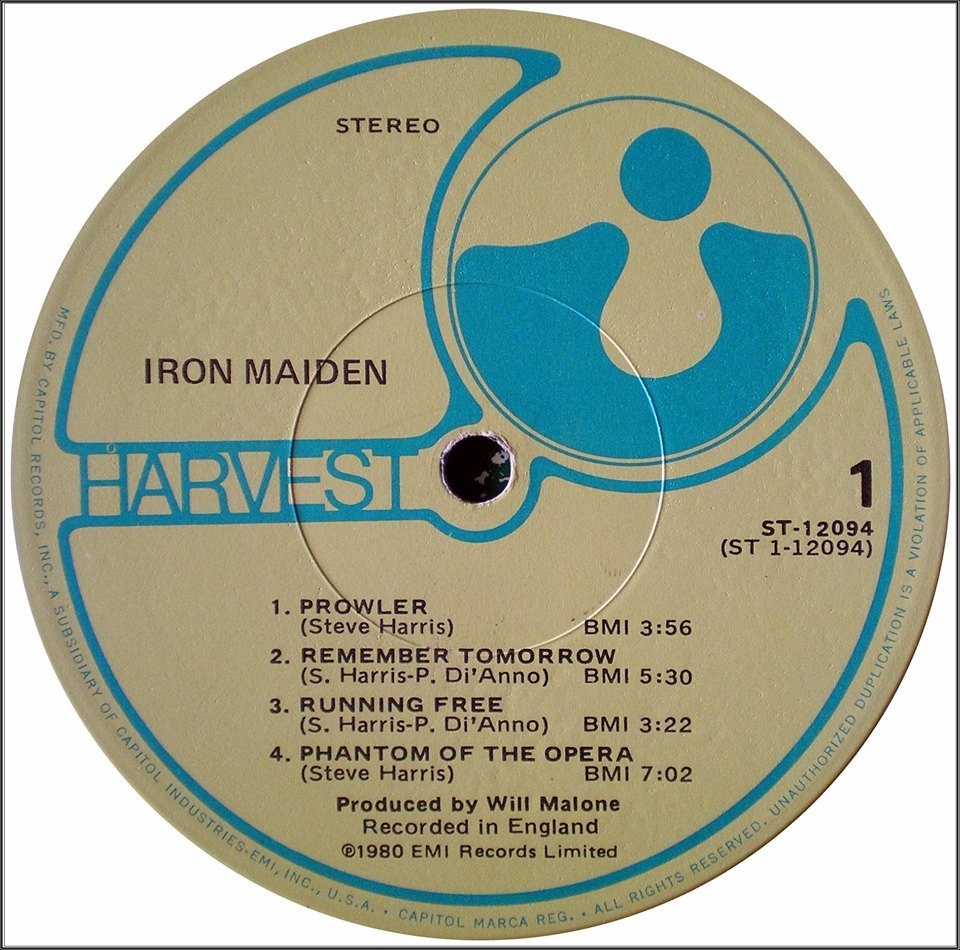 STEREO
IRON MAIDEN
HARVEST
1
ST-12094
(ST 1-12094)
1. PROWLER
(Steve Harris) BMI 3:56
2. REMEMBER TOMORROW
(S. Harris-P. Di'Anno) BMI 5:30
3. RUNNING FREE
(S. Harris-P. Di'Anno) BMI 3:22
4. PHANTOM OF THE OPERA
(Steve Harris) BMI 7:02
Produced by Will Malone
Recorded in England
℗1980 EMI Records Limited
MFD. BY CAPITOL RECORDS, INC., A SUBSIDIARY OF CAPITOL INDUSTRIES-EMI, INC., U.S.A. • CAPITOL MARCA REG. • ALL RIGHTS RESERVED. UNAUTHORIZED DUPLICATION IS A VIOLATION OF APPLICABLE LAWS